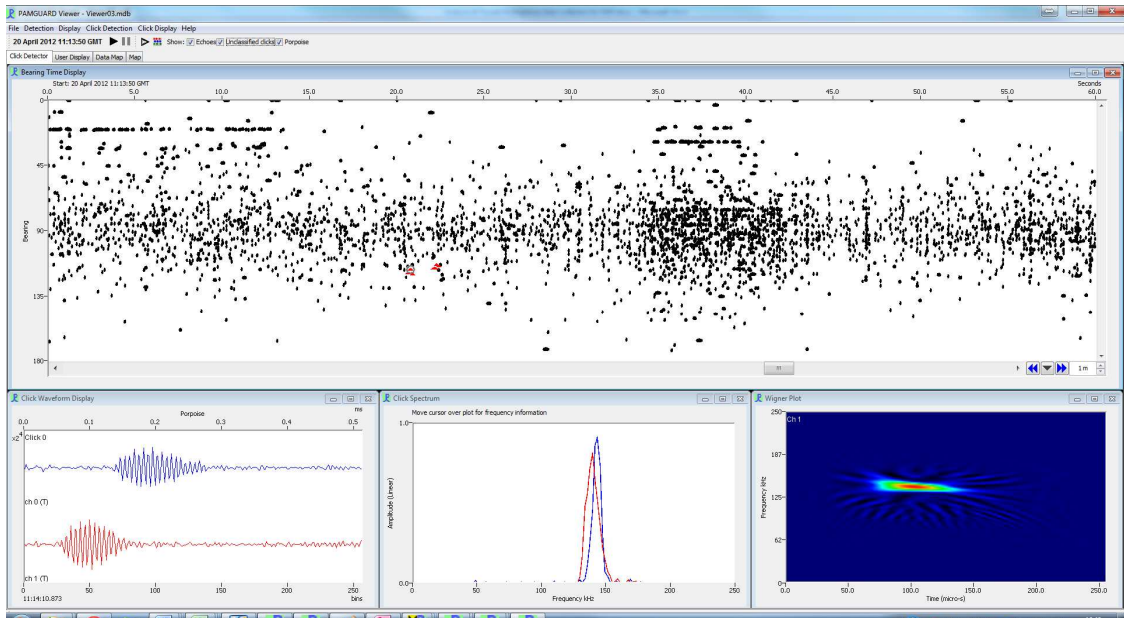 PAMGUARD Viewer - Viewer03.mdb
File Detection Display Click Detection Click Display Help
20 April 2012 11:13:50 GMT Show: Echoes Unclassified clicks Porpoise
Click Detector User Display Data Map Map
Bearing Time Display
Start: 20 April 2012 11:13:50 GMT Seconds
0.0 5.0 10.0 15.0 20.0 25.0 30.0 35.0 40.0 45.0 50.0 55.0 60.0
0
45
90
135
180
Bearing
1 m
Click Waveform Display
Porpoise ms
0.0 0.1 0.2 0.3 0.4 0.5
x2^4
Click 0
ch 0 (T)
ch 1 (T)
0 50 100 150 200 250
11:14:10.873 bins
Click Spectrum
Move cursor over plot for frequency information
1.0
0.0
Amplitude (Linear)
0 50 100 150 200 250
Frequency kHz
Wigner Plot
Ch 1
250
187
125
62
0
Frequency kHz
0.0 50.0 100.0 150.0 200.0 250.0
Time (micro-s)